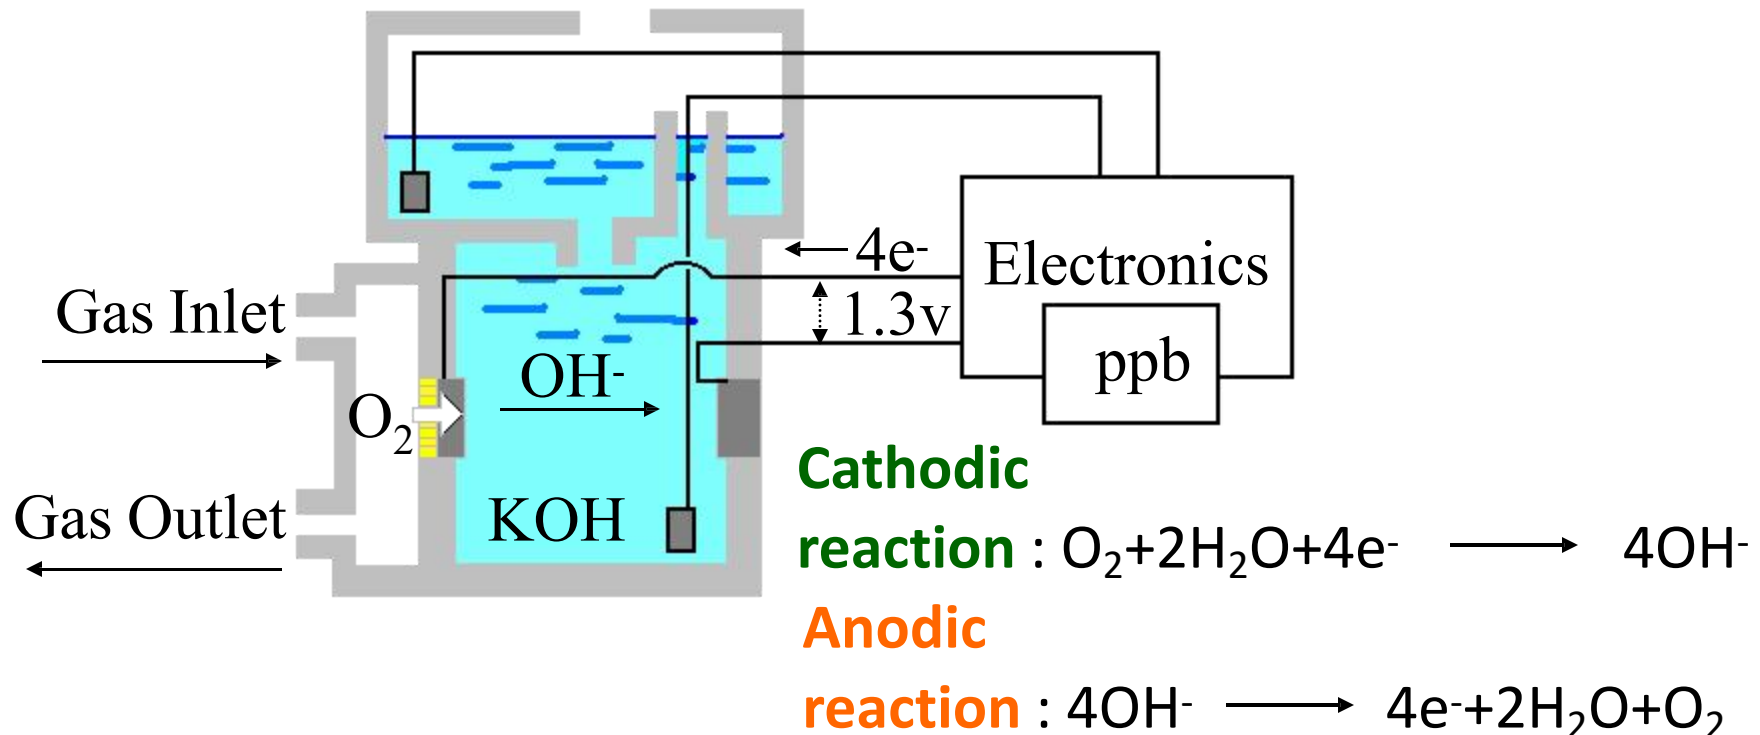 4e-
Electronics
Gas Inlet
1.3v
ppb
OH-
O2
Gas Outlet
KOH
Cathodic
reaction : O2+2H2O+4e- → 4OH-
Anodic
reaction : 4OH- → 4e-+2H2O+O2